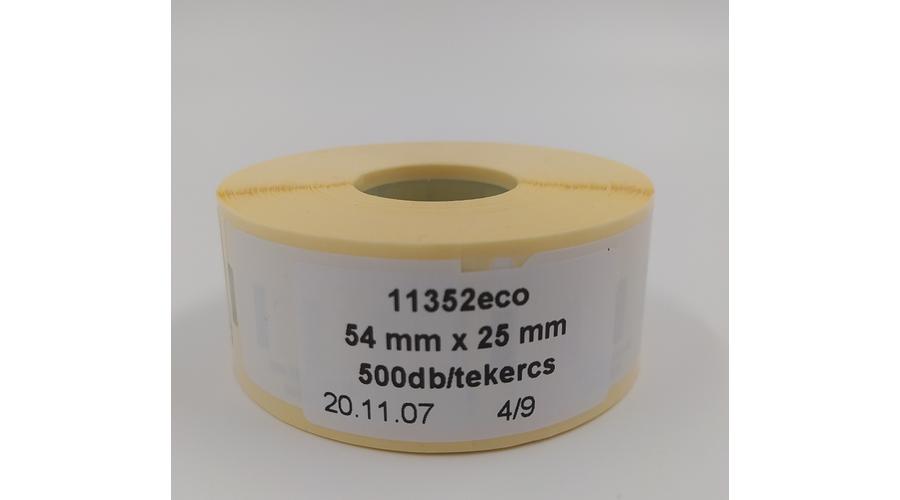 11352eco
54 mm x 25 mm
500db/tekercs
20.11.07 4/9